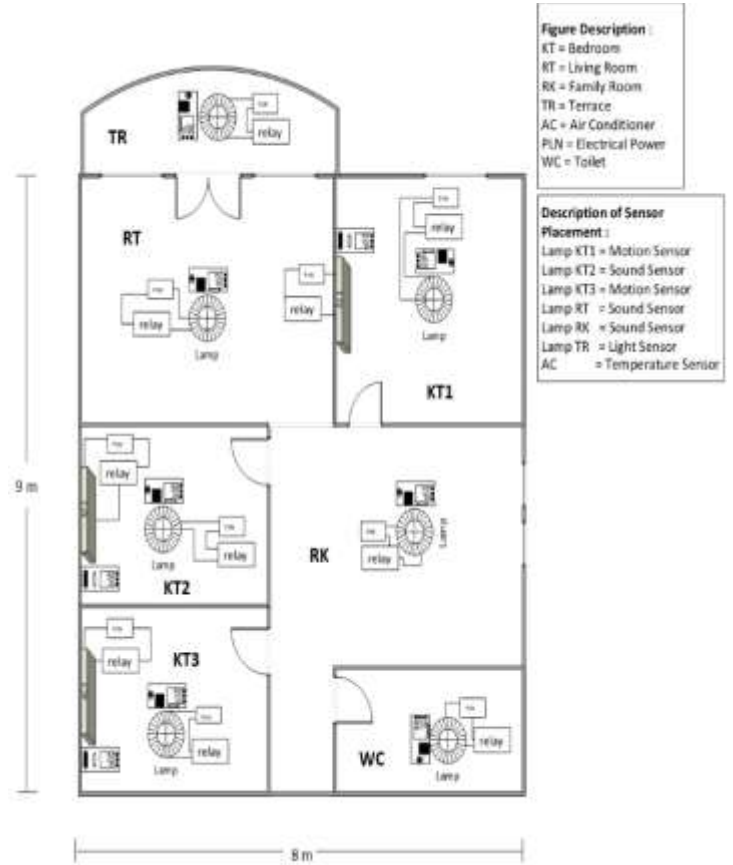 Figure Description :
KT = Bedroom
RT = Living Room
RK = Family Room
TR = Terrace
AC = Air Conditioner
PLN = Electrical Power
WC = Toilet
Description of Sensor
Placement :
Lamp KT1 = Motion Sensor
Lamp KT2 = Sound Sensor
Lamp KT3 = Motion Sensor
Lamp RT = Sound Sensor
Lamp RK = Sound Sensor
Lamp TR = Light Sensor
AC = Temperature Sensor
TR
relay
RT
relay
Lamp
relay
relay
Lamp
KT1
9 m
relay
Lamp
relay
KT2
RK
relay
Lamp
relay
KT3
relay
Lamp
WC
relay
Lamp
8 m